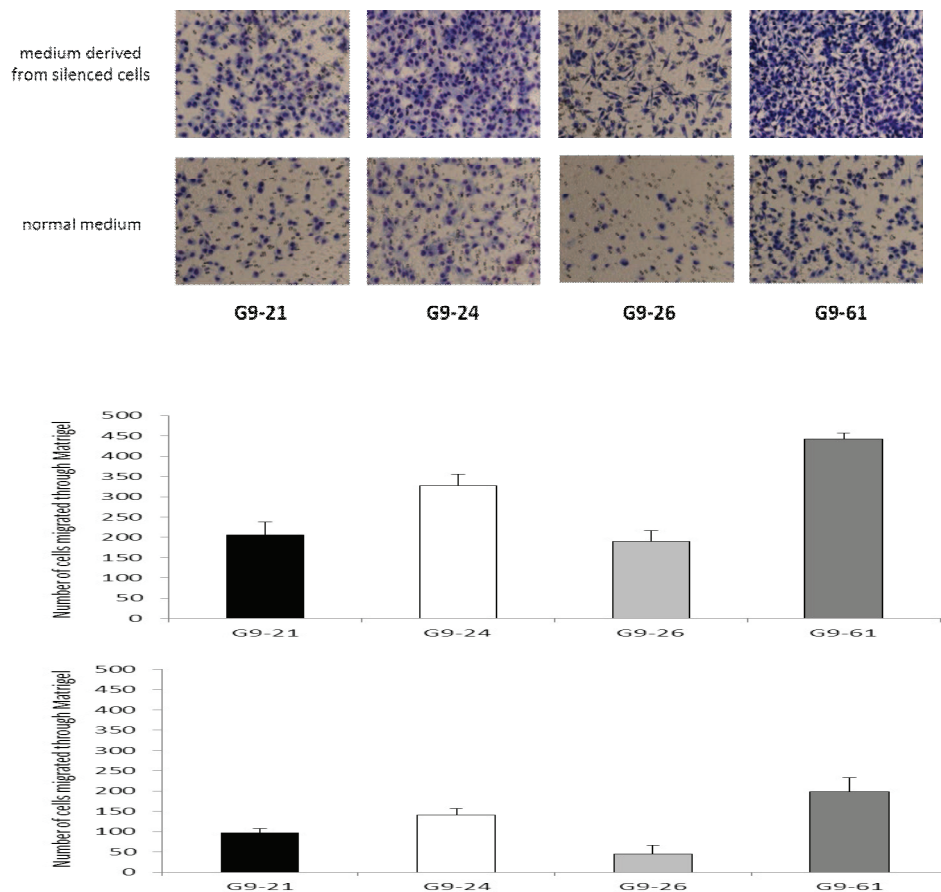 medium derived
from silenced cells
normal medium
G9-21 G9-24 G9-26 G9-61
Number of cells migrated through Matrigel
500
450
400
350
300
250
200
150
100
50
0
G9-21 G9-24 G9-26 G9-61
Number of cells migrated through Matrigel
500
450
400
350
300
250
200
150
100
50
0
G9-21 G9-24 G9-26 G9-61